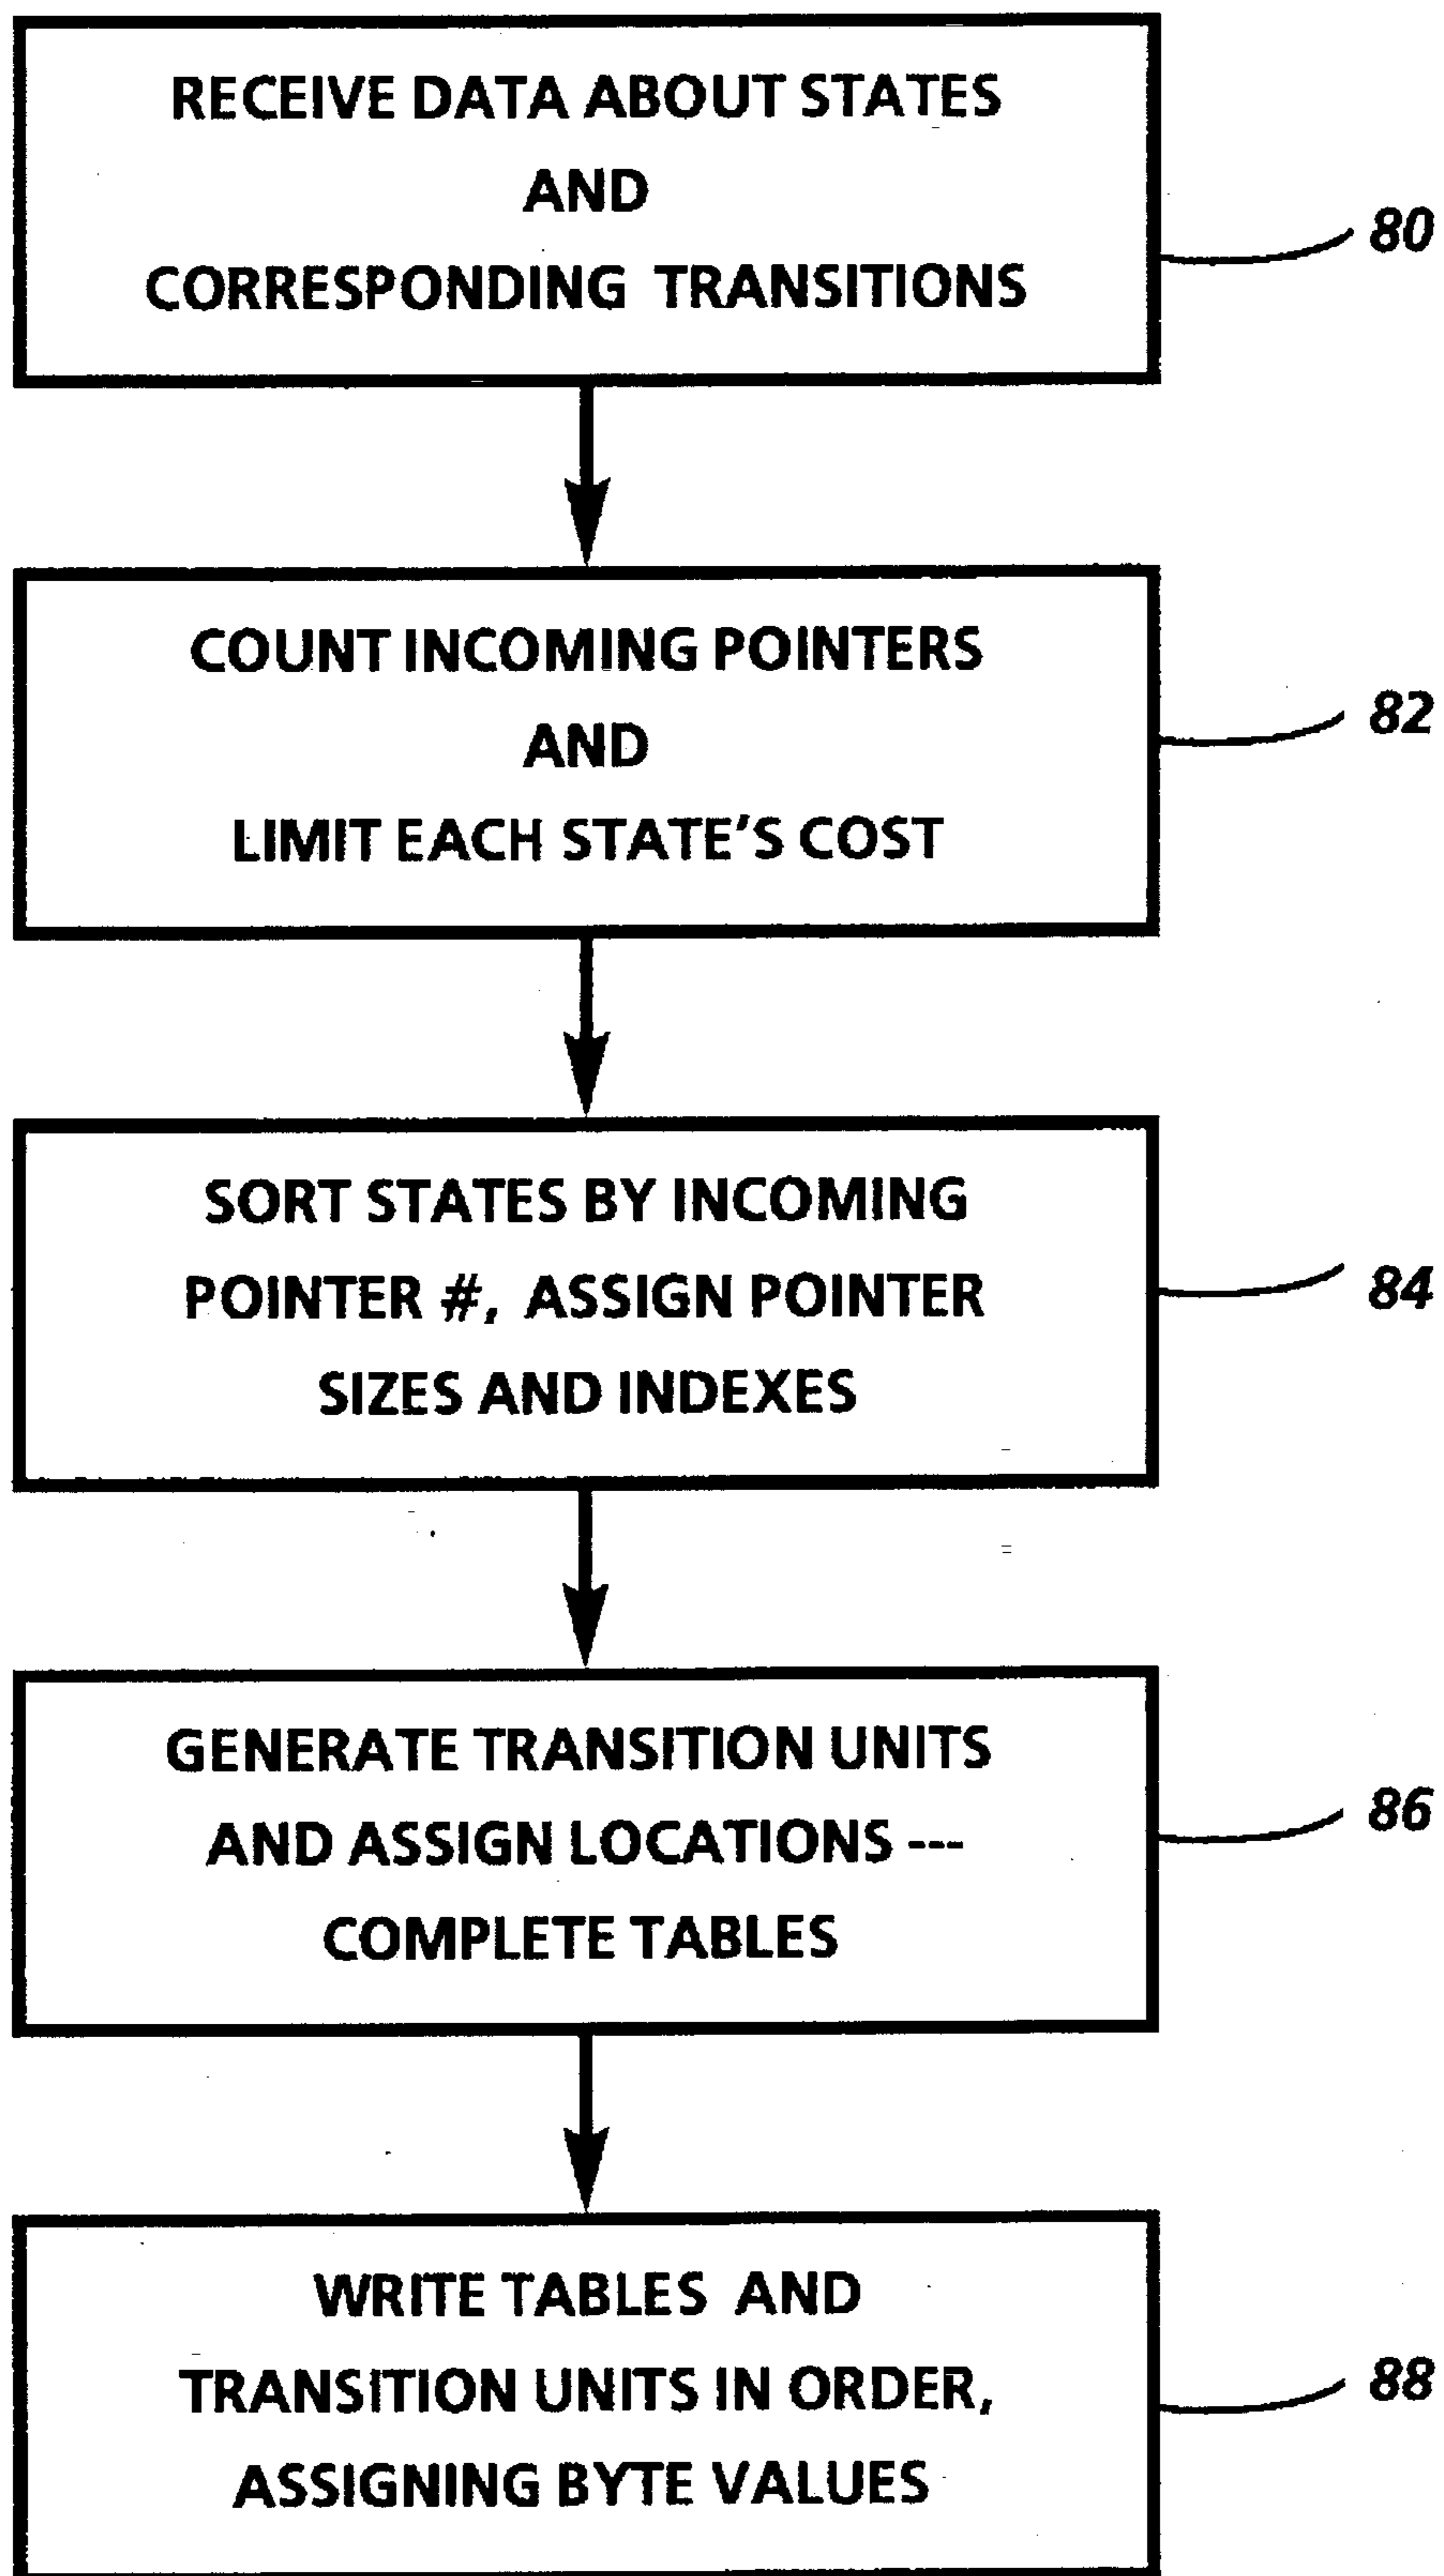 RECEIVE DATA ABOUT STATES
AND
CORRESPONDING TRANSITIONS
80
COUNT INCOMING POINTERS
AND
LIMIT EACH STATE'S COST
82
SORT STATES BY INCOMING
POINTER #, ASSIGN POINTER
SIZES AND INDEXES
84
GENERATE TRANSITION UNITS
AND ASSIGN LOCATIONS ---
COMPLETE TABLES
86
WRITE TABLES AND
TRANSITION UNITS IN ORDER,
ASSIGNING BYTE VALUES
88